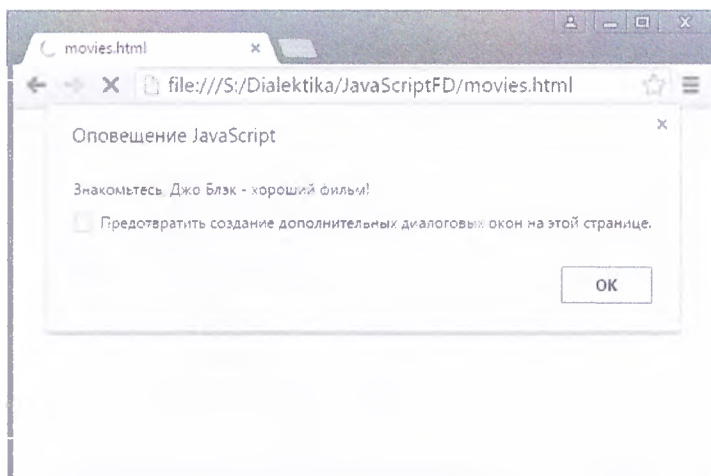 movies.html
file:///S:/Dialektika/JavaScriptFD/movies.html
Оповещение JavaScript
Знакомьтесь, Джо Блэк - хороший фильм!
Предотвратить создание дополнительных диалоговых окон на этой странице.
OK